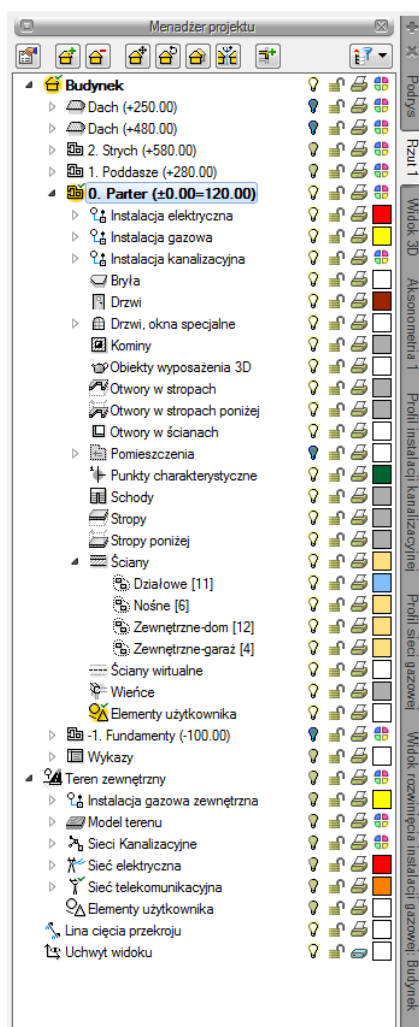 Menadżer projektu
Budynek
Dach (+250.00)
Dach (+480.00)
2. Strych (+580.00)
1. Poddasze (+280.00)
0. Parter (±0.00=120.00)
Instalacja elektryczna
Instalacja gazowa
Instalacja kanalizacyjna
Bryła
Drzwi
Drzwi, okna specjalne
Kominy
Obiekty wyposażenia 3D
Otwory w stropach
Otwory w stropach poniżej
Otwory w ścianach
Pomieszczenia
Punkty charakterystyczne
Schody
Stropy
Stropy poniżej
Ściany
Działowe [11]
Nośne [6]
Zewnętrzne-dom [12]
Zewnętrzne-garaż [4]
Ściany wirtualne
Wieńce
Elementy użytkownika
-1. Fundamenty (-100.00)
Wykazy
Teren zewnętrzny
Instalacja gazowa zewnętrzna
Model terenu
Sieci Kanalizacyjne
Sieć elektryczna
Sieć telekomunikacyjna
Elementy użytkownika
Lina cięcia przekroju
Uchwyt widoku
Podrys
Rzut 1
Widok 3D
Aksonometria 1
Profil instalacji kanalizacyjnej
Profil sieci gazowej
Widok rozwinięcia instalacji gazowej: Budynek